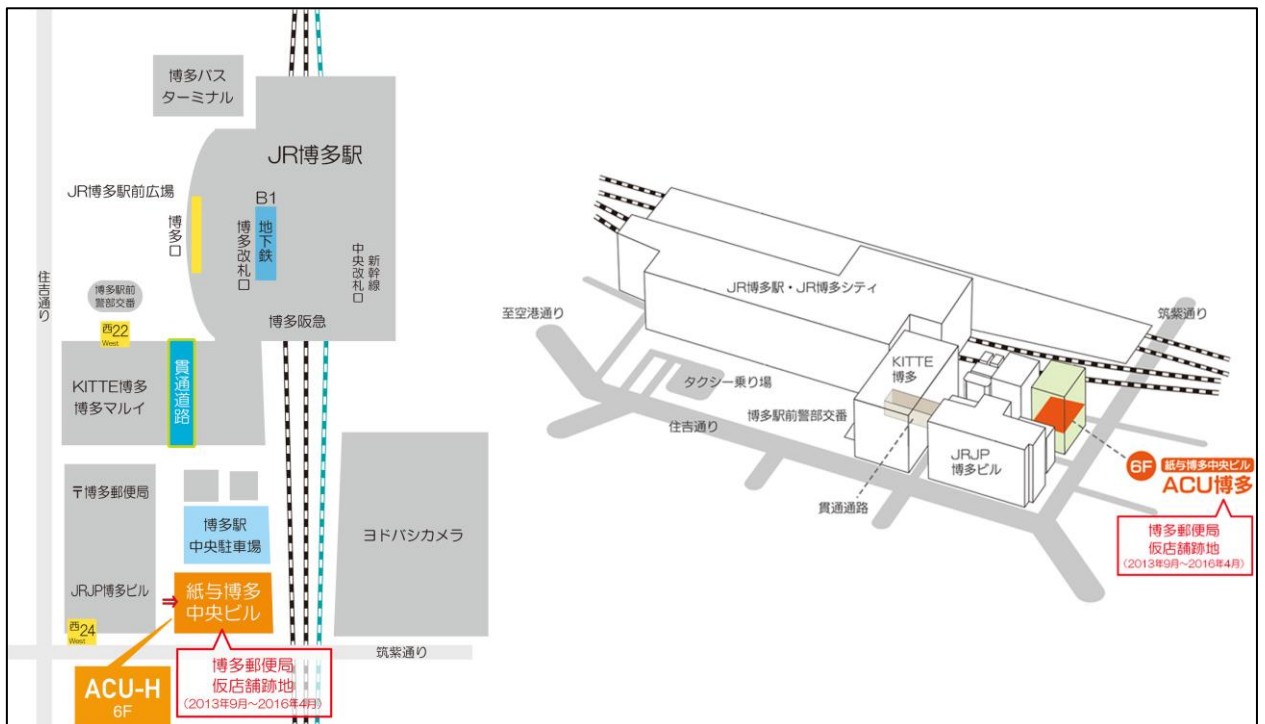 博多バス
ターミナル
JR博多駅
JR博多駅前広場
博多口
B1
地下鉄
博多改札口
新幹線
中央改札口
住吉通り
博多駅前
警部交番
西22
West
博多阪急
KITTE博多
博多マルイ
貫通道路
〒博多郵便局
博多駅
中央駐車場
ヨドバシカメラ
JRJP博多ビル
⇒
紙与博多
中央ビル
西24
West
筑紫通り
ACU-H
6F
博多郵便局
仮店舗跡地
（2013年9月～2016年4月）
JR博多駅・JR博多シティ
至空港通り
筑紫通り
KITTE
博多
タクシー乗り場
博多駅前警部交番
住吉通り
JRJP
博多ビル
貫通通路
6F
紙与博多中央ビル
ACU博多
博多郵便局
仮店舗跡地
（2013年9月～2016年4月）